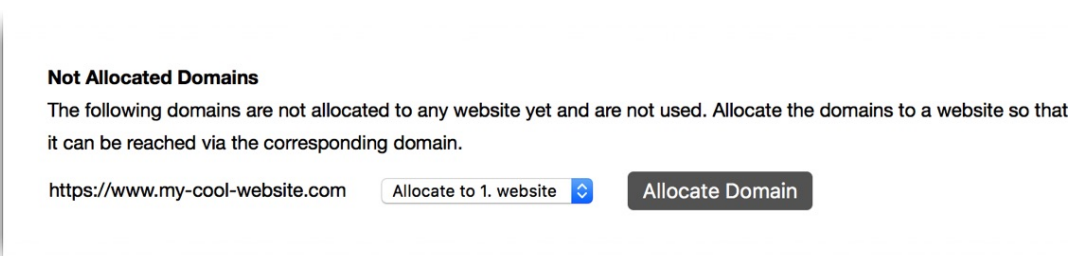 Not Allocated Domains
The following domains are not allocated to any website yet and are not used. Allocate the domains to a website so that
it can be reached via the corresponding domain.
https://www.my-cool-website.com Allocate to 1. website Allocate Domain